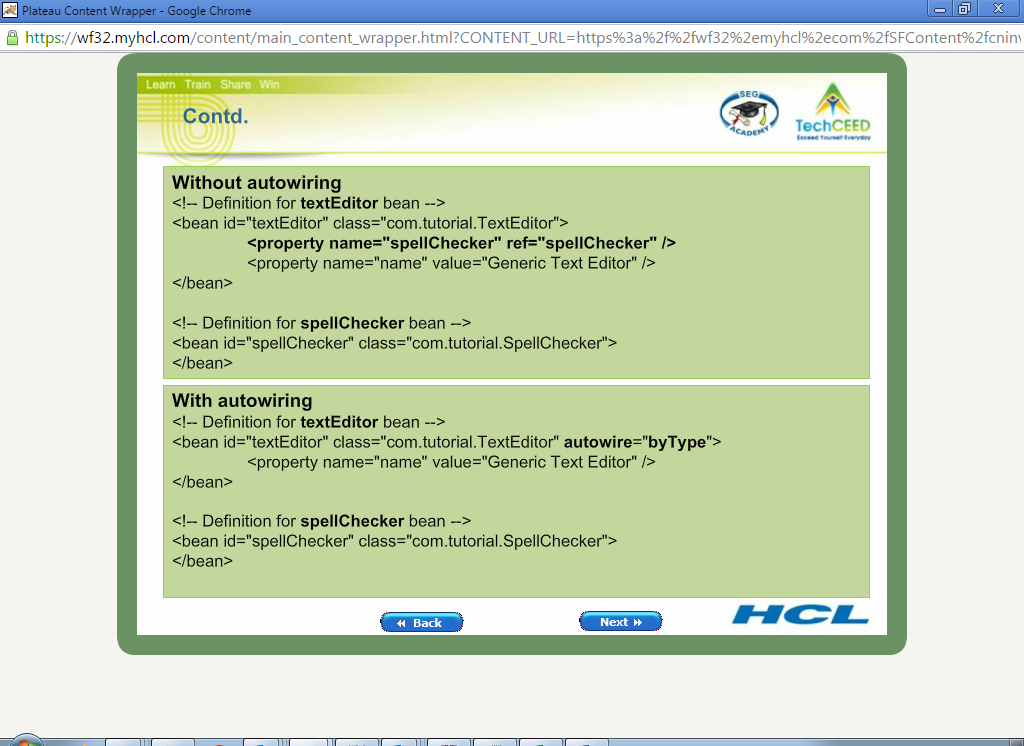 Plateau Content Wrapper - Google Chrome
https://wf32.myhcl.com/content/main_content_wrapper.html?CONTENT_URL=https%3a%2f%2fwf32%2emyhcl%2ecom%2fSFContent%2fcninv
Learn Train Share Win
Contd.
SEG
ACADEMY
TechCEED
Exceed Yourself Everyday
Without autowiring
<!-- Definition for textEditor bean -->
<bean id="textEditor" class="com.tutorial.TextEditor">
<property name="spellChecker" ref="spellChecker" />
<property name="name" value="Generic Text Editor" />
</bean>
<!-- Definition for spellChecker bean -->
<bean id="spellChecker" class="com.tutorial.SpellChecker">
</bean>
With autowiring
<!-- Definition for textEditor bean -->
<bean id="textEditor" class="com.tutorial.TextEditor" autowire="byType">
<property name="name" value="Generic Text Editor" />
</bean>
<!-- Definition for spellChecker bean -->
<bean id="spellChecker" class="com.tutorial.SpellChecker">
</bean>
Back
Next
HCL